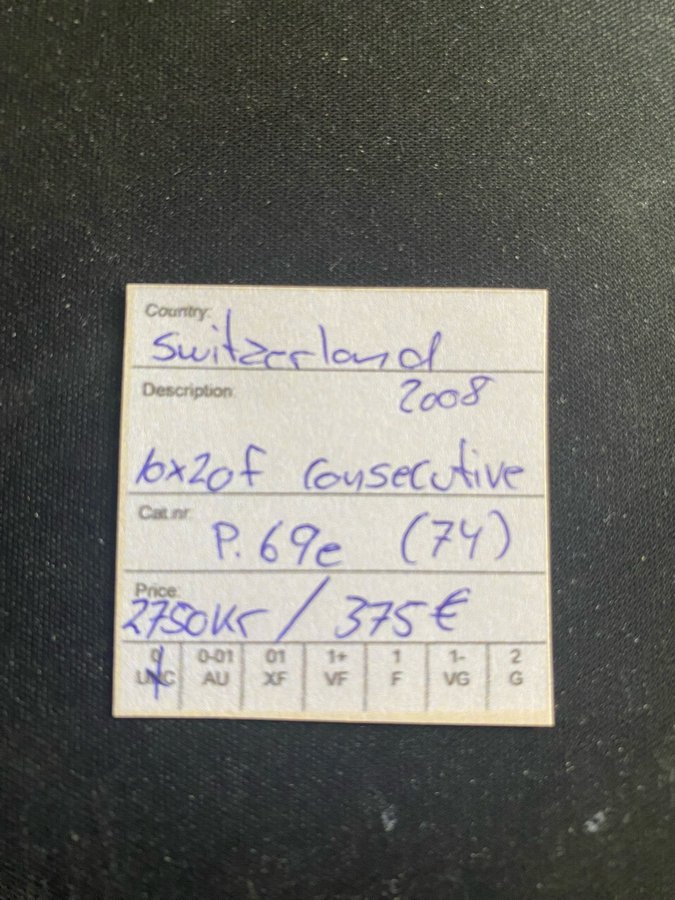 Country:
Switzerland
Description
2008
10x20f consecutive
Cat.nr.
P. 69e (74)
Price:
2750kr / 375€
0 0-01 01 1+ 1 1- 2
UNC AU XF VF F VG G